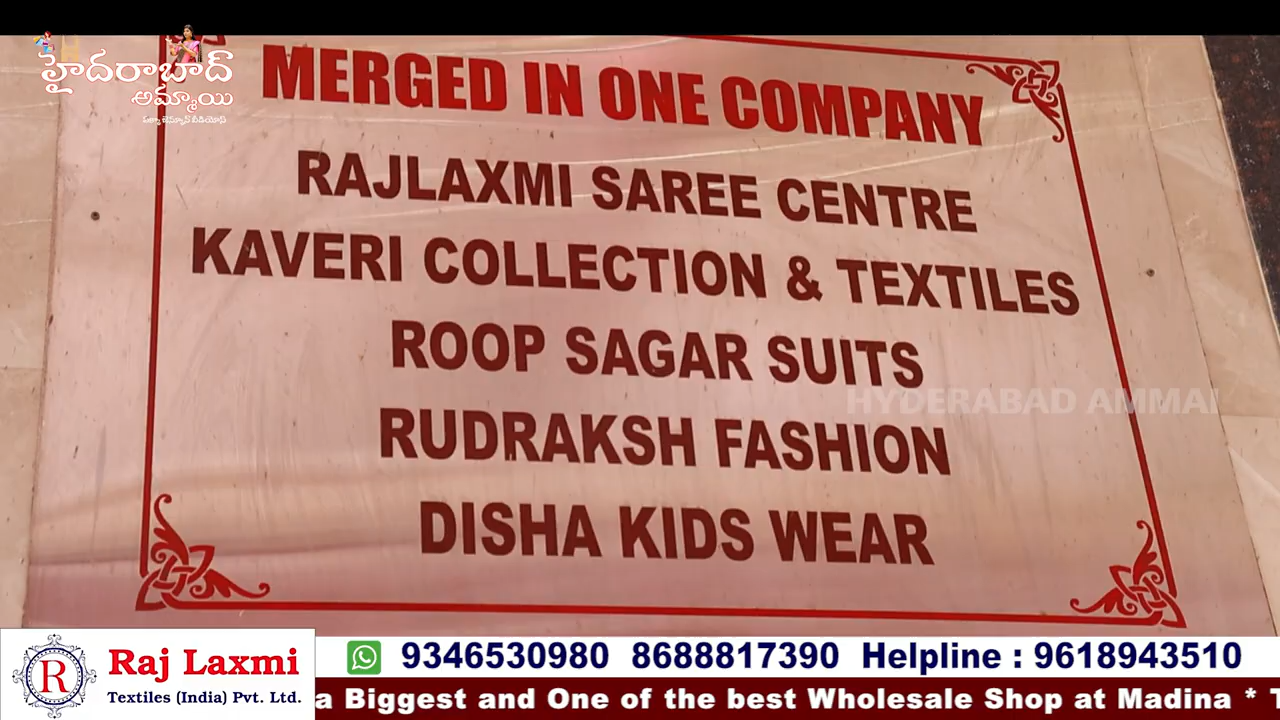 హైదరాబాద్
అమ్మాయి
MERGED IN ONE COMPANY
RAJLAXMI SAREE CENTRE
KAVERI COLLECTION & TEXTILES
ROOP SAGAR SUITS
RUDRAKSH FASHION
DISHA KIDS WEAR
HYDERABAD AMMAI
R
Raj Laxmi
Textiles (India) Pvt. Ltd.
9346530980 8688817390 Helpline : 9618943510
a Biggest and One of the best Wholesale Shop at Madina * T